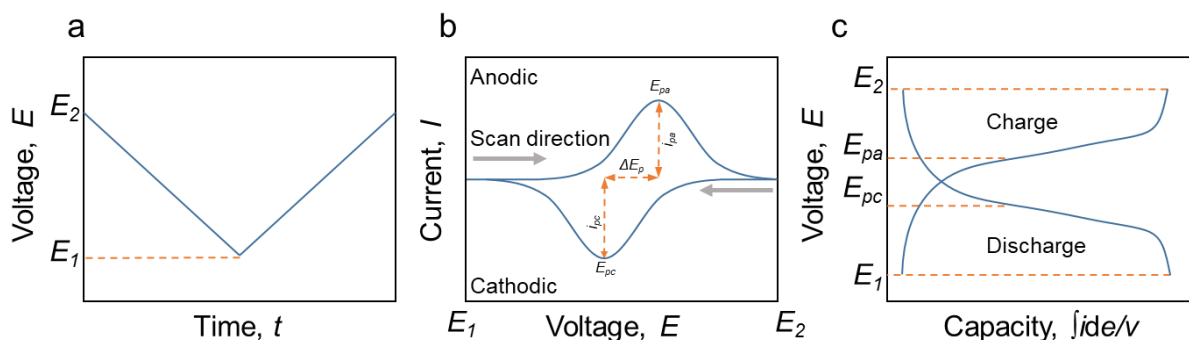 a
Voltage, E
E2
E1
Time, t
b
Current, I
Anodic
Epa
Scan direction
ipa
ΔEp
ipc
Epc
Cathodic
E1
Voltage, E
E2
c
Voltage, E
E2
Charge
Epa
Epc
Discharge
E1
Capacity, ∫ide/v